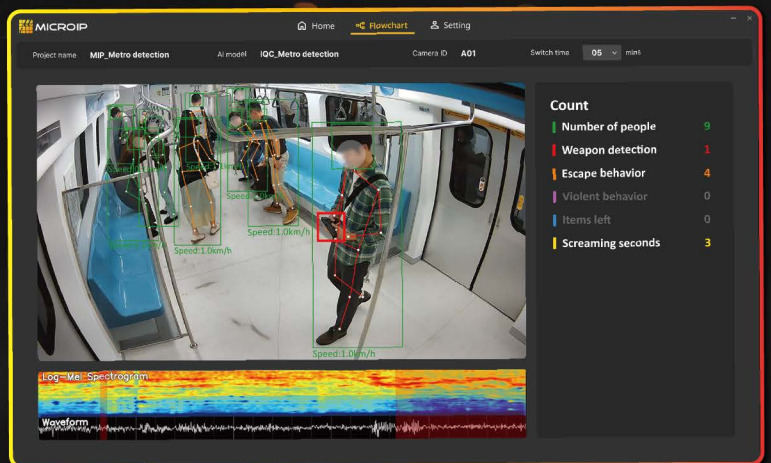 MICROIP
Home
Flowchart
Setting
Project name MIP_Metro detection
AI model IQC_Metro detection
Camera ID A01
Switch time 05 mins
Count
Number of people 9
Weapon detection 1
Escape behavior 4
Violent behavior 0
Items left 0
Screaming seconds 3
Speed:1.0km/h
Speed:1.0km/h
Speed:1.0km/h
Log-Mel Spectrogram
Waveform